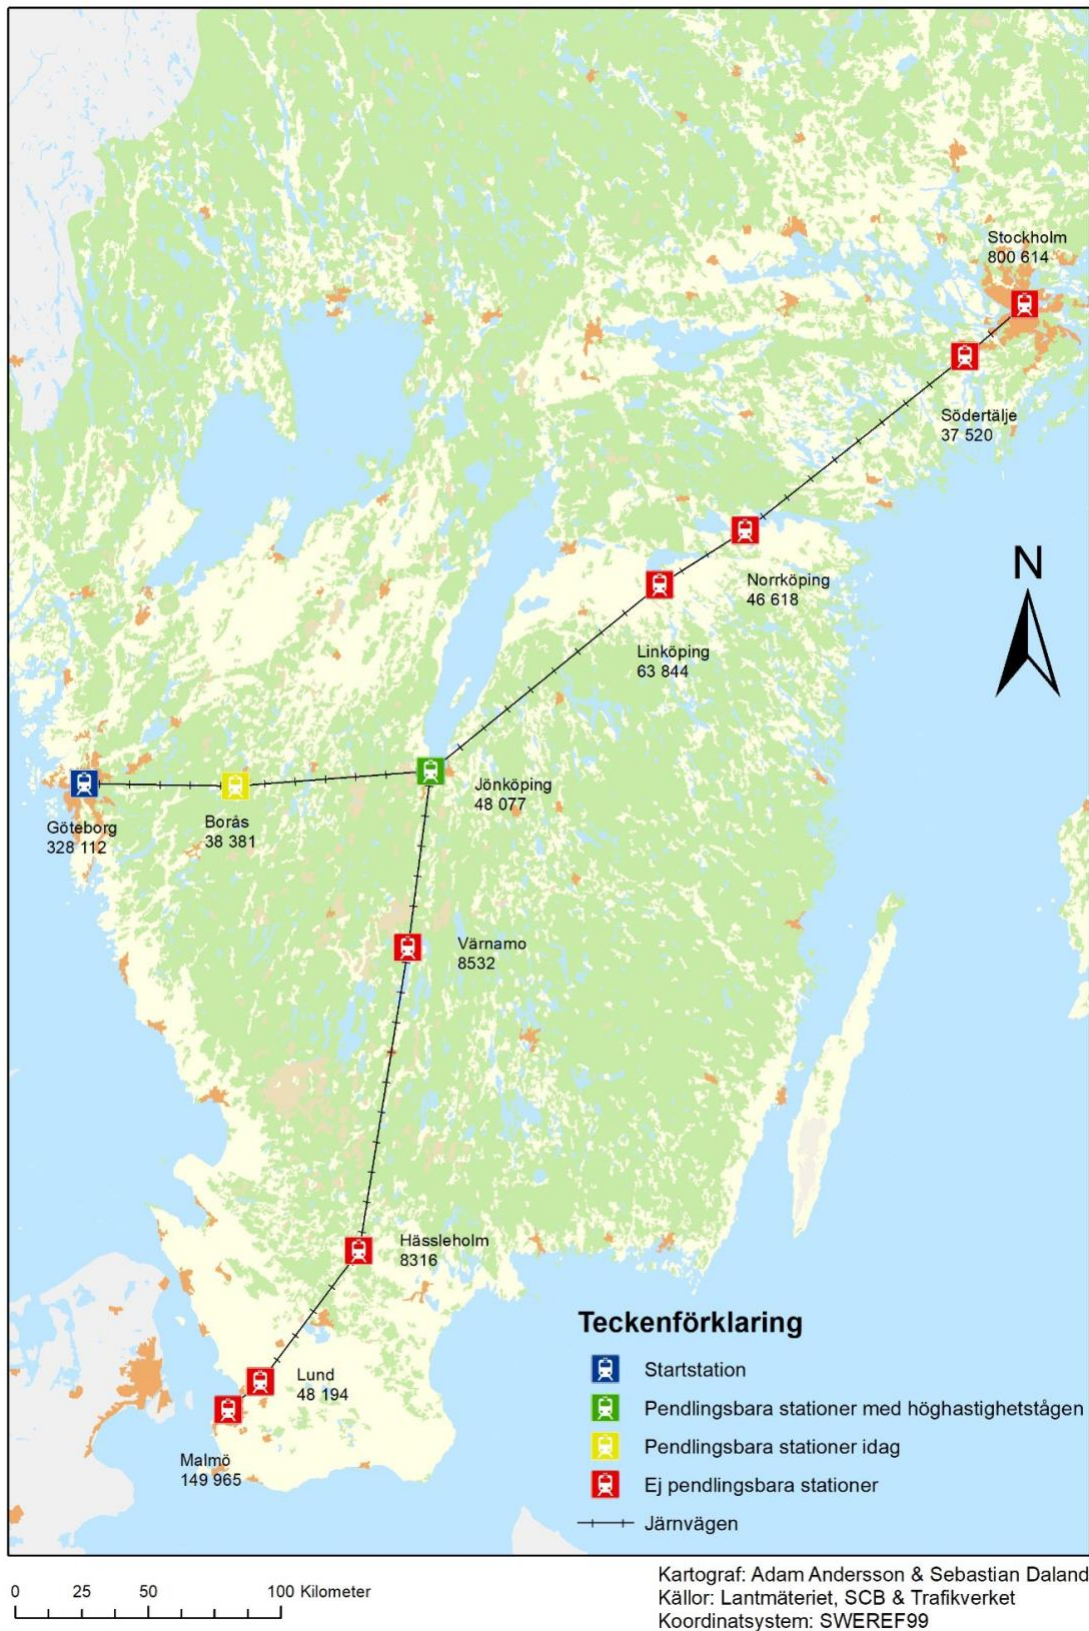 Stockholm
800 614
Södertälje
37 520
N
Norrköping
46 618
Linköping
63 844
Jönköping
48 077
Göteborg
328 112
Borås
38 381
Värnamo
8532
Hässleholm
8316
Lund
48 194
Malmö
149 965
Teckenförklaring
Startstation
Pendlingsbara stationer med höghastighetstågen
Pendlingsbara stationer idag
Ej pendlingsbara stationer
Järnvägen
0 25 50 100 Kilometer
Kartograf: Adam Andersson & Sebastian Daland
Källor: Lantmäteriet, SCB & Trafikverket
Koordinatsystem: SWEREF99